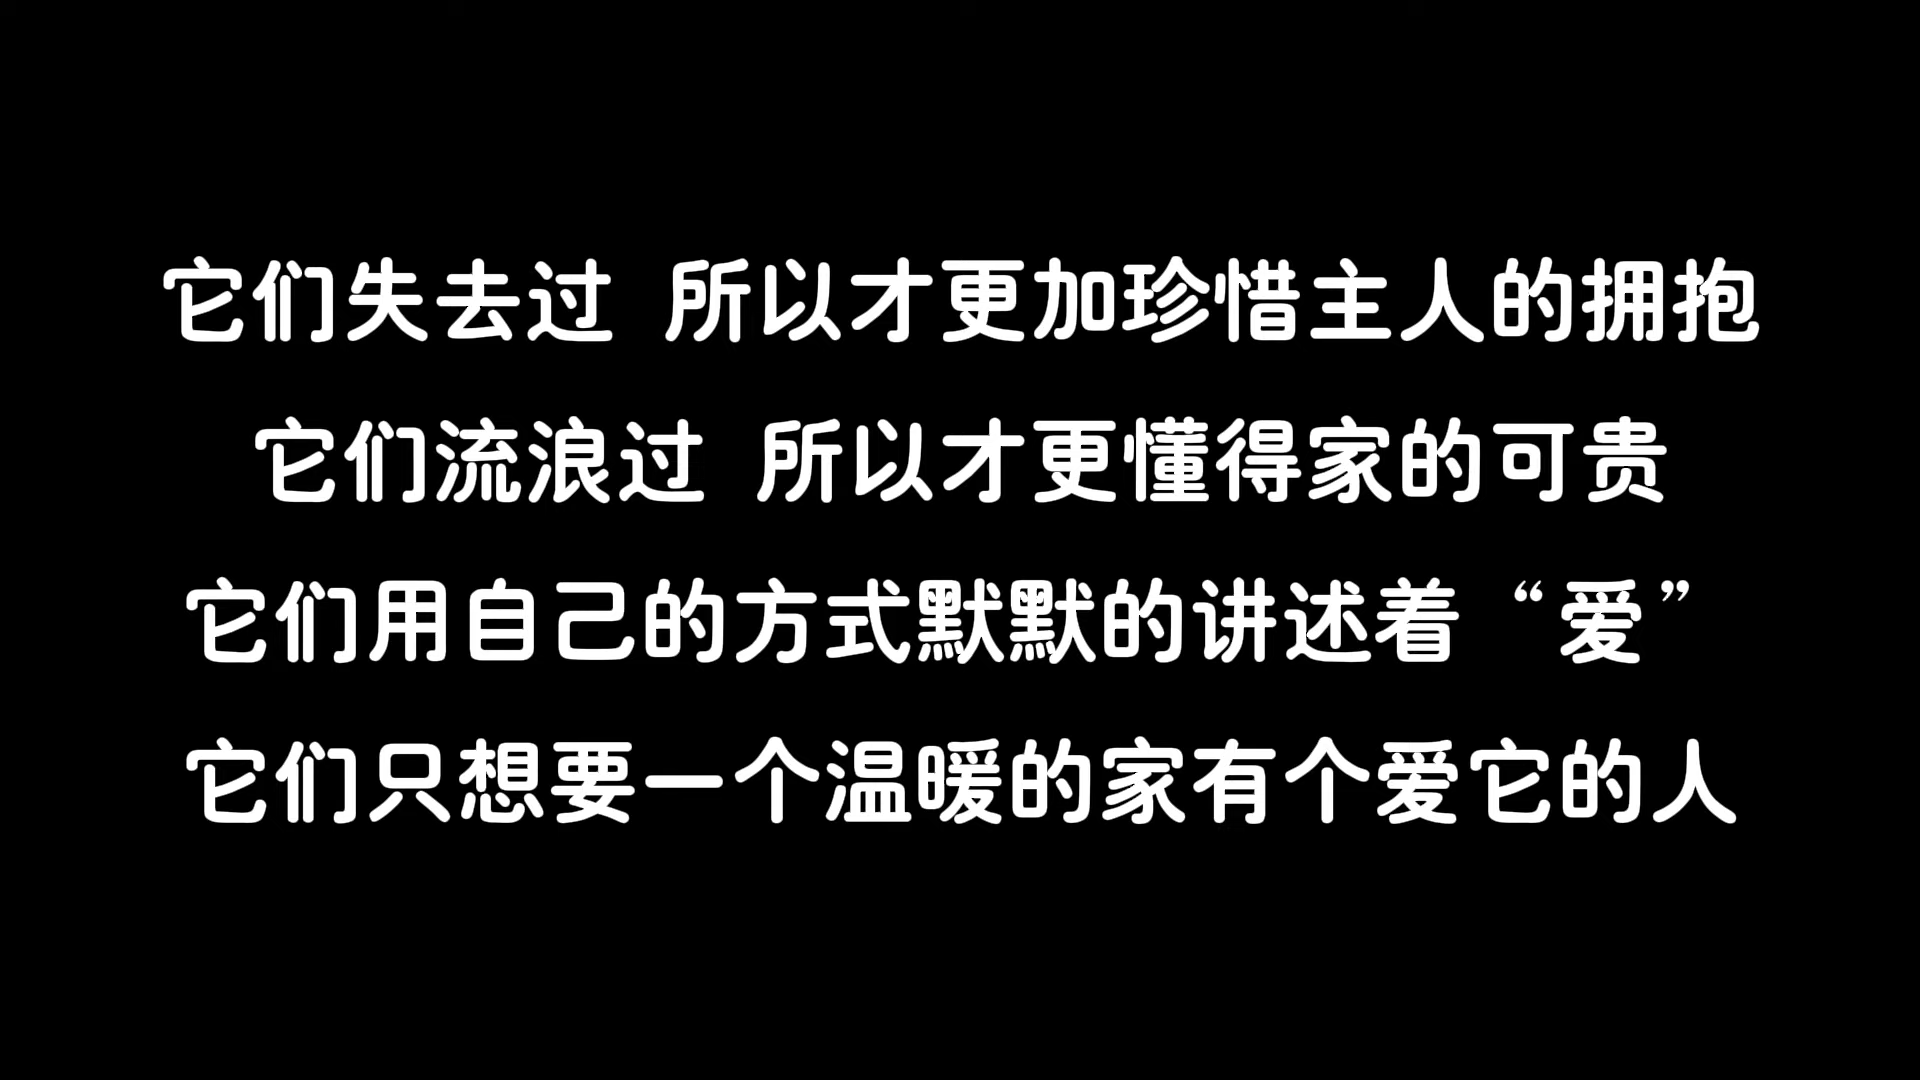 它们失去过 所以才更加珍惜主人的拥抱
它们流浪过 所以才更懂得家的可贵
它们用自己的方式默默的讲述着“爱”
它们只想要一个温暖的家有个爱它的人